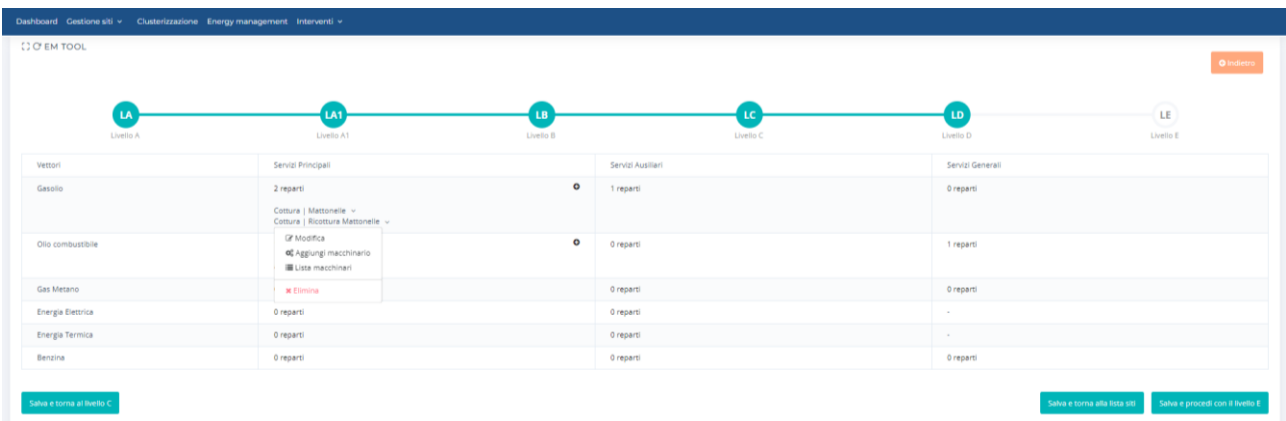 Dashboard Gestione siti Clusterizzazione Energy management Interventi
EM TOOL
Indietro
LA LA1 LB LC LD LE
Livello A Livello A1 Livello B Livello C Livello D Livello E
Vettori Servizi Principali Servizi Ausiliari Servizi Generali
Gasolio 2 reparti 1 reparti 0 reparti
Cottura | Mattonelle
Cottura | Ricottura Mattonelle
Modifica
Olio combustibile 0 reparti 1 reparti
Aggiungi macchinario
Lista macchinari
Gas Metano 0 reparti 0 reparti
Elimina
Energia Elettrica 0 reparti 0 reparti -
Energia Termica 0 reparti 0 reparti -
Benzina 0 reparti 0 reparti 0 reparti
Salva e torna al livello C Salva e torna alla lista siti Salva e procedi con il livello E